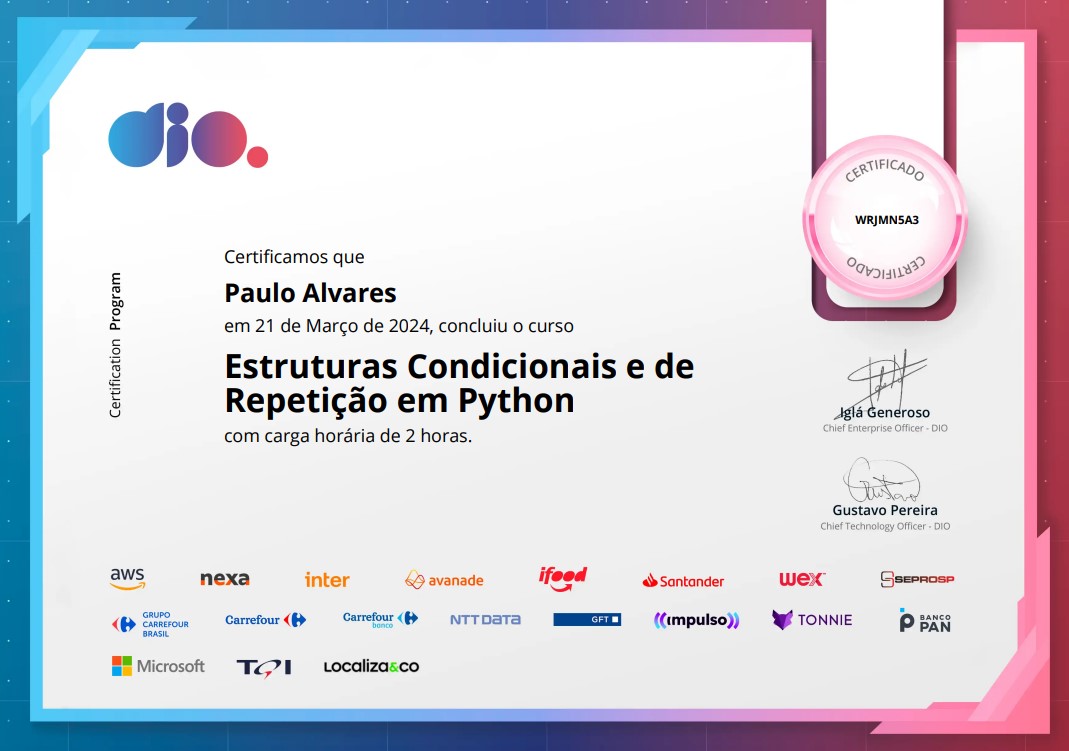 dio.
CERTIFICADO
WRJMN5A3
CERTIFICADO
Certification Program
Certificamos que
Paulo Alvares
em 21 de Março de 2024, concluiu o curso
Estruturas Condicionais e de
Repetição em Python
com carga horária de 2 horas.
Iglá Generoso
Chief Enterprise Officer - DIO
Gustavo Pereira
Chief Technology Officer - DIO
aws nexa inter avanade ifood Santander wex SEPROSP
GRUPO
CARREFOUR
BRASIL
Carrefour
Carrefour
banco
NTT DATA
GFT
impulso
TONNIE
BANCO
PAN
Microsoft TQI Localiza&co